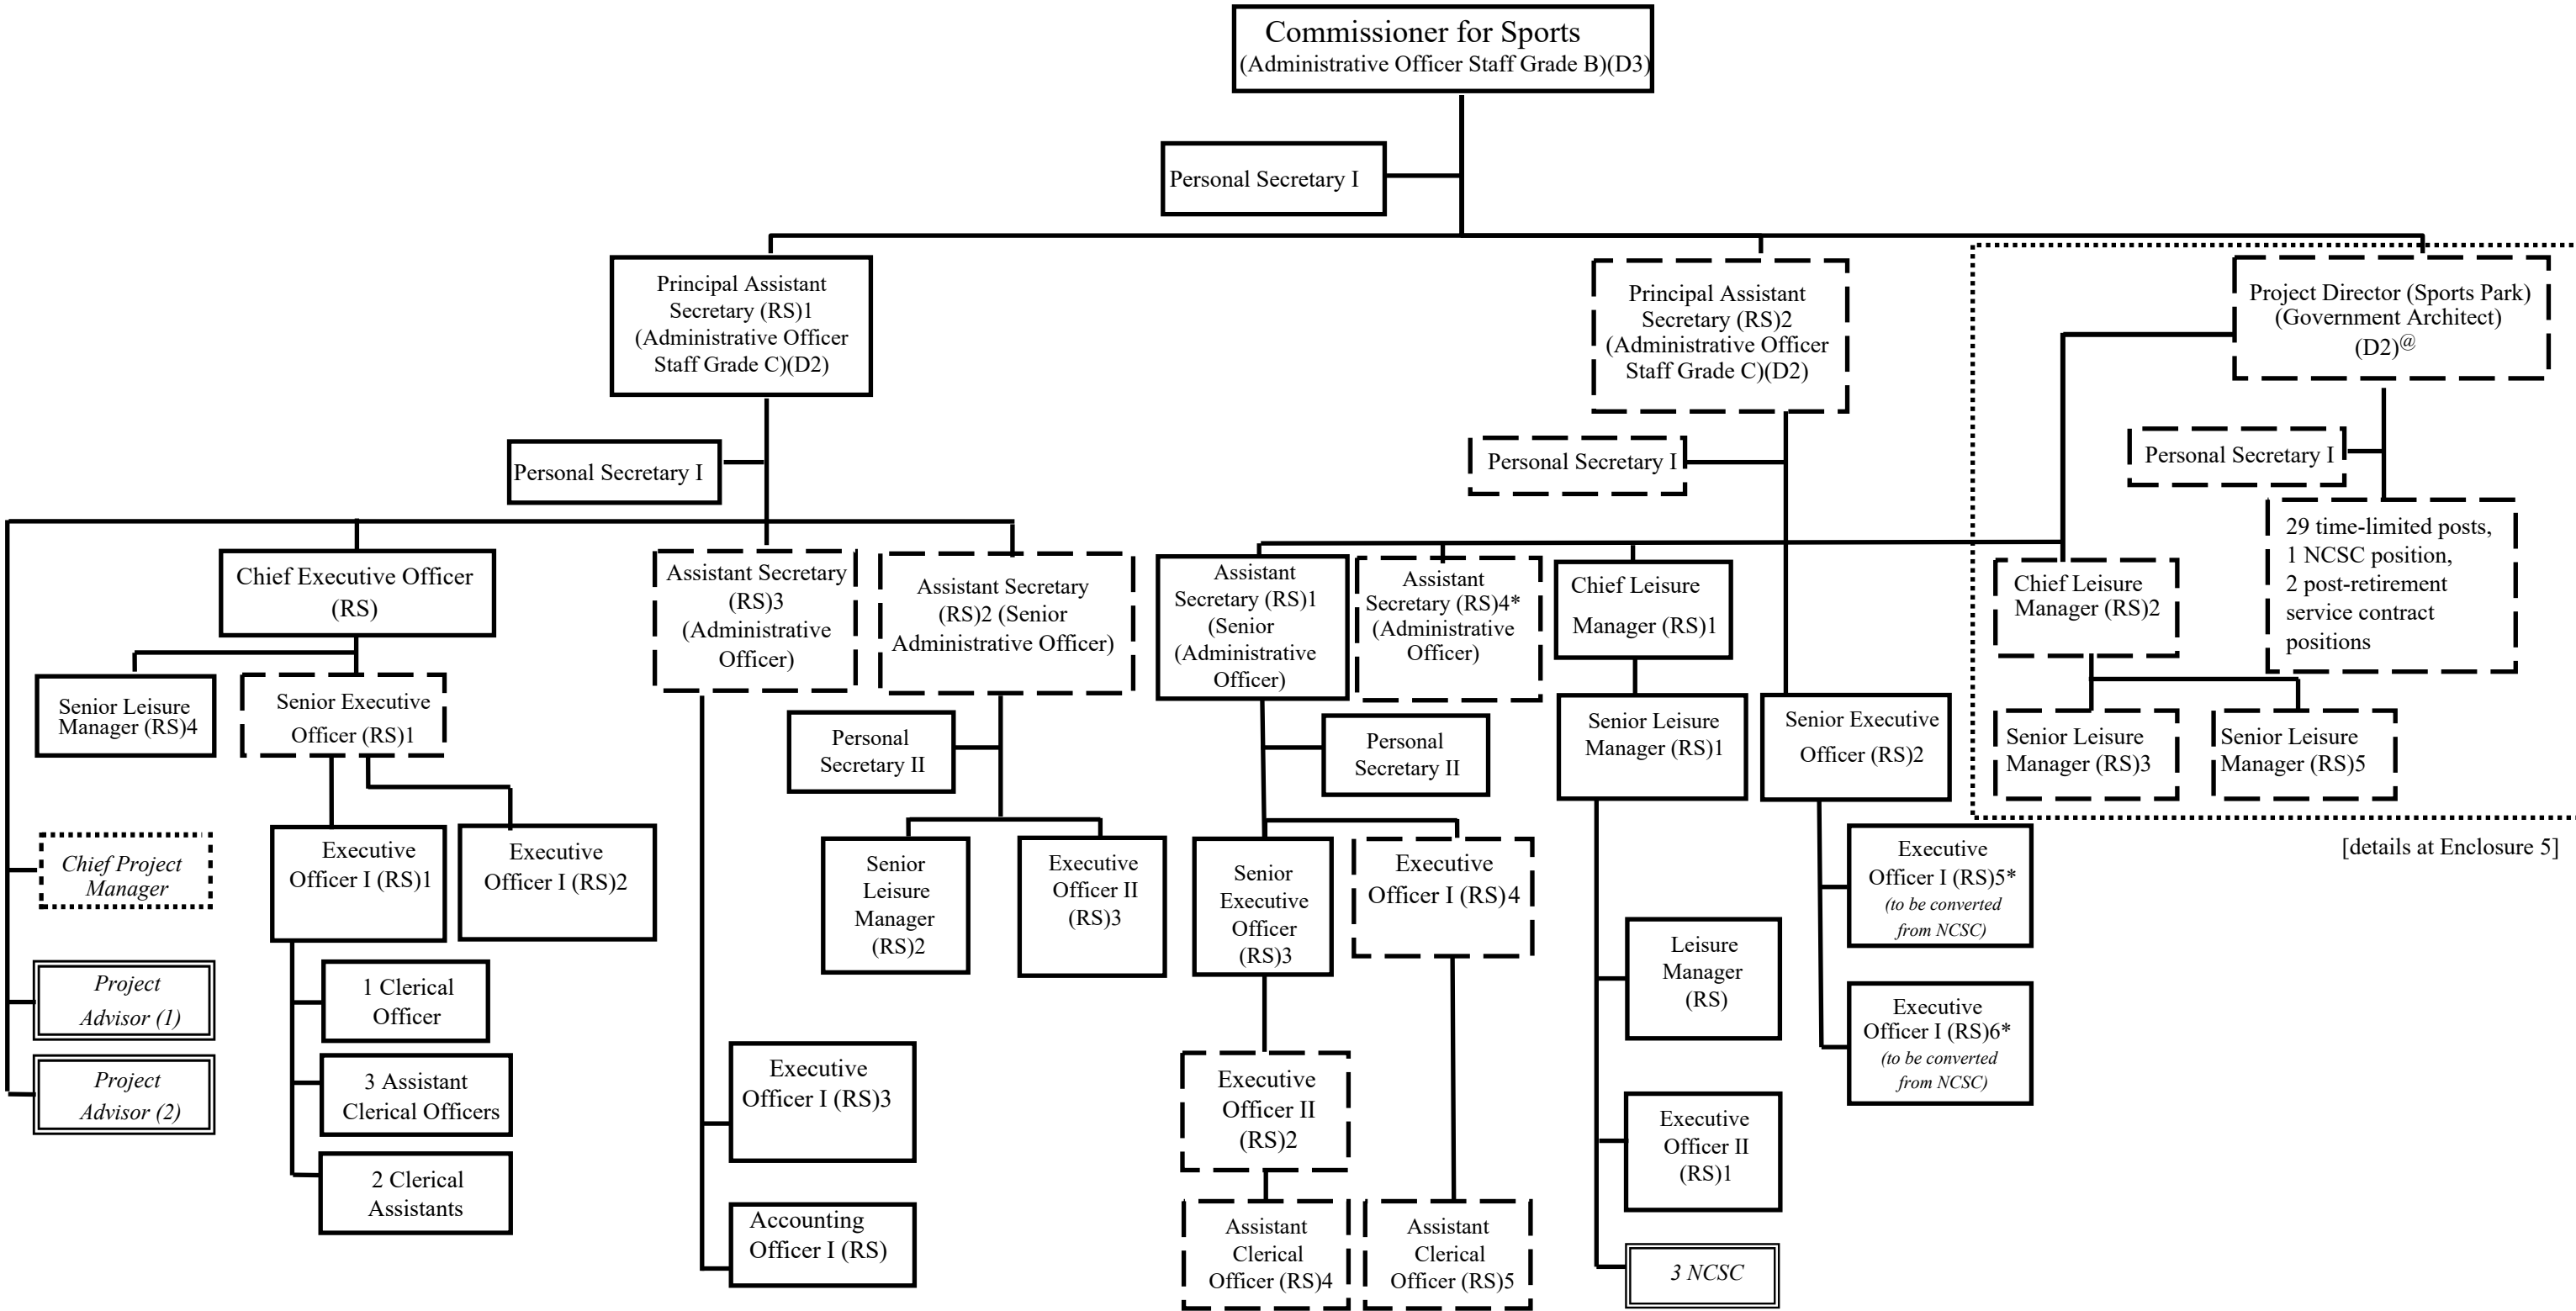 Commissioner for Sports
(Administrative Officer Staff Grade B)(D3)
Personal Secretary I
Principal Assistant
Secretary (RS)1
(Administrative Officer
Staff Grade C)(D2)
Principal Assistant
Secretary (RS)2
(Administrative Officer
Staff Grade C)(D2)
Project Director (Sports Park)
(Government Architect)
(D2)@
Personal Secretary I
Personal Secretary I
Personal Secretary I
29 time-limited posts,
1 NCSC position,
2 post-retirement
service contract
positions
Chief Executive Officer
(RS)
Assistant Secretary
(RS)3
(Administrative
Officer)
Assistant Secretary
(RS)2 (Senior
Administrative Officer)
Assistant
Secretary (RS)1
(Senior
(Administrative
Officer)
Assistant
Secretary (RS)4*
(Administrative
Officer)
Chief Leisure
Manager (RS)1
Chief Leisure
Manager (RS)2
Senior Leisure
Manager (RS)4
Senior Executive
Officer (RS)1
Personal
Secretary II
Personal
Secretary II
Senior Leisure
Manager (RS)1
Senior Executive
Officer (RS)2
Senior Leisure
Manager (RS)3
Senior Leisure
Manager (RS)5
Chief Project
Manager
Executive
Officer I (RS)1
Executive
Officer I (RS)2
Senior
Leisure
Manager
(RS)2
Executive
Officer II
(RS)3
Senior
Executive
Officer
(RS)3
Executive
Officer I (RS)4
Executive
Officer I (RS)5*
(to be converted
from NCSC)
[details at Enclosure 5]
Project
Advisor (1)
1 Clerical
Officer
Leisure
Manager
(RS)
Executive
Officer I (RS)6*
(to be converted
from NCSC)
Project
Advisor (2)
3 Assistant
Clerical Officers
Executive
Officer I (RS)3
Executive
Officer II
(RS)2
Executive
Officer II
(RS)1
2 Clerical
Assistants
Accounting
Officer I (RS)
Assistant
Clerical
Officer (RS)4
Assistant
Clerical
Officer (RS)5
3 NCSC